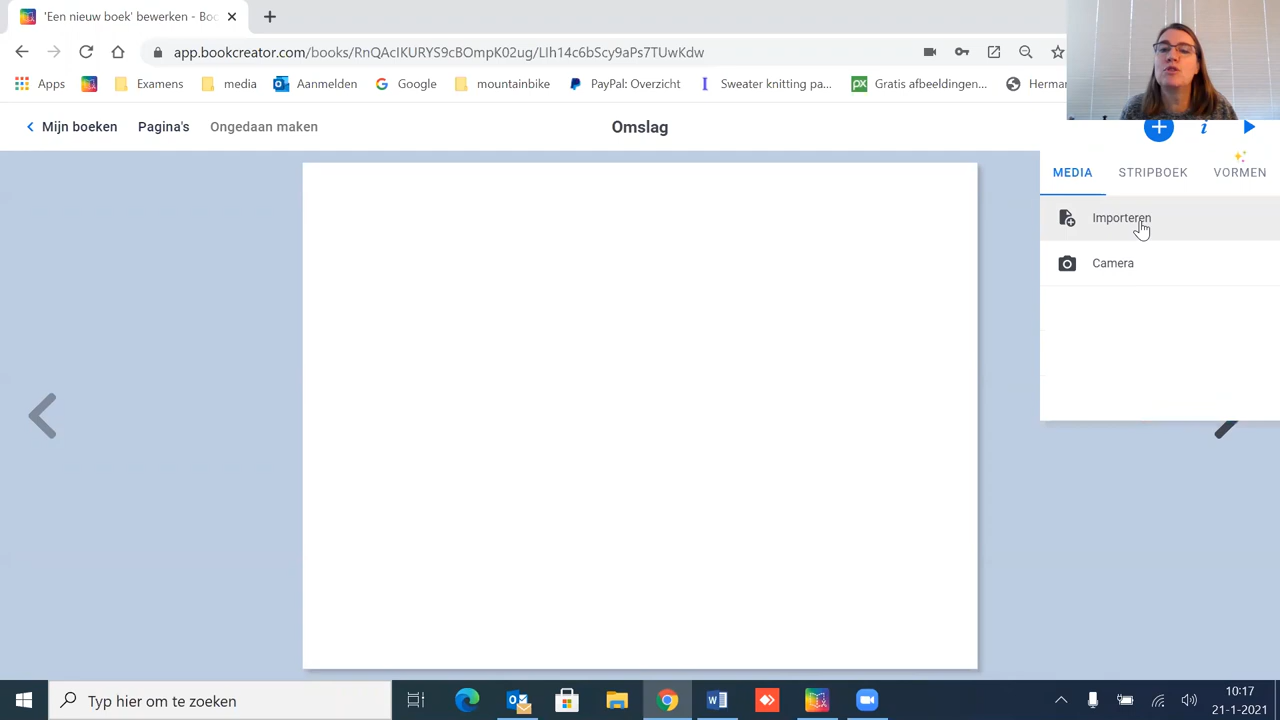 'Een nieuw boek' bewerken - Boo
app.bookcreator.com/books/RnQAcIKURYS9cBOmpK02ug/LIh14c6bScy9aPs7TUwKdw
Apps Examens media Aanmelden Google mountainbike PayPal: Overzicht Sweater knitting pa... Gratis afbeeldingen... Herma
Mijn boeken Pagina's Ongedaan maken Omslag
MEDIA STRIPBOEK VORMEN
Importeren
Camera
Typ hier om te zoeken
10:17
21-1-2021